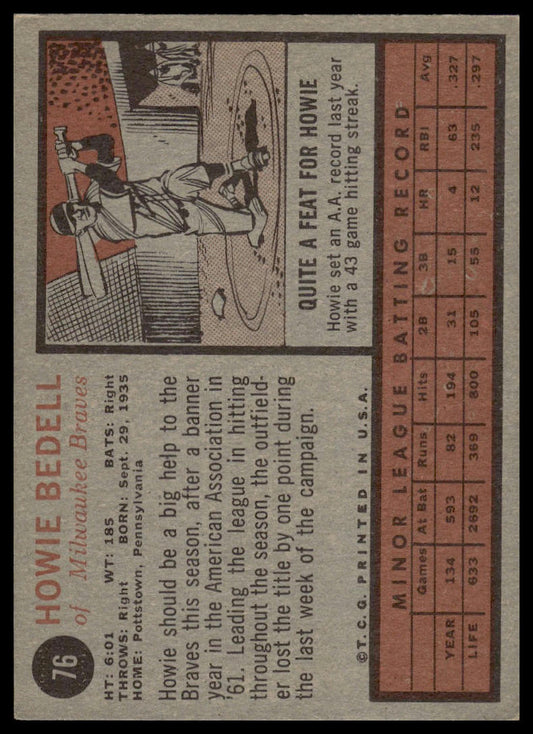 76
HOWIE BEDELL
of Milwaukee Braves
HT: 6:01 WT: 185 BATS: Right
THROWS: Right BORN: Sept. 29, 1935
HOME: Pottstown, Pennsylvania
Howie should be a big help to the
Braves this season, after a banner
year in the American Association in
'61. Leading the league in hitting
throughout the season, the outfield-
er lost the title by one point during
the last week of the campaign.
©T.C.G. PRINTED IN U.S.A.
QUITE A FEAT FOR HOWIE
Howie set an A.A. record last year
with a 43 game hitting streak.
MINOR LEAGUE BATTING RECORD
Games At Bat Runs Hits 2B 3B HR RBI Avg
YEAR 134 593 82 194 31 15 4 63 .327
LIFE 633 2692 369 800 105 55 12 235 .297